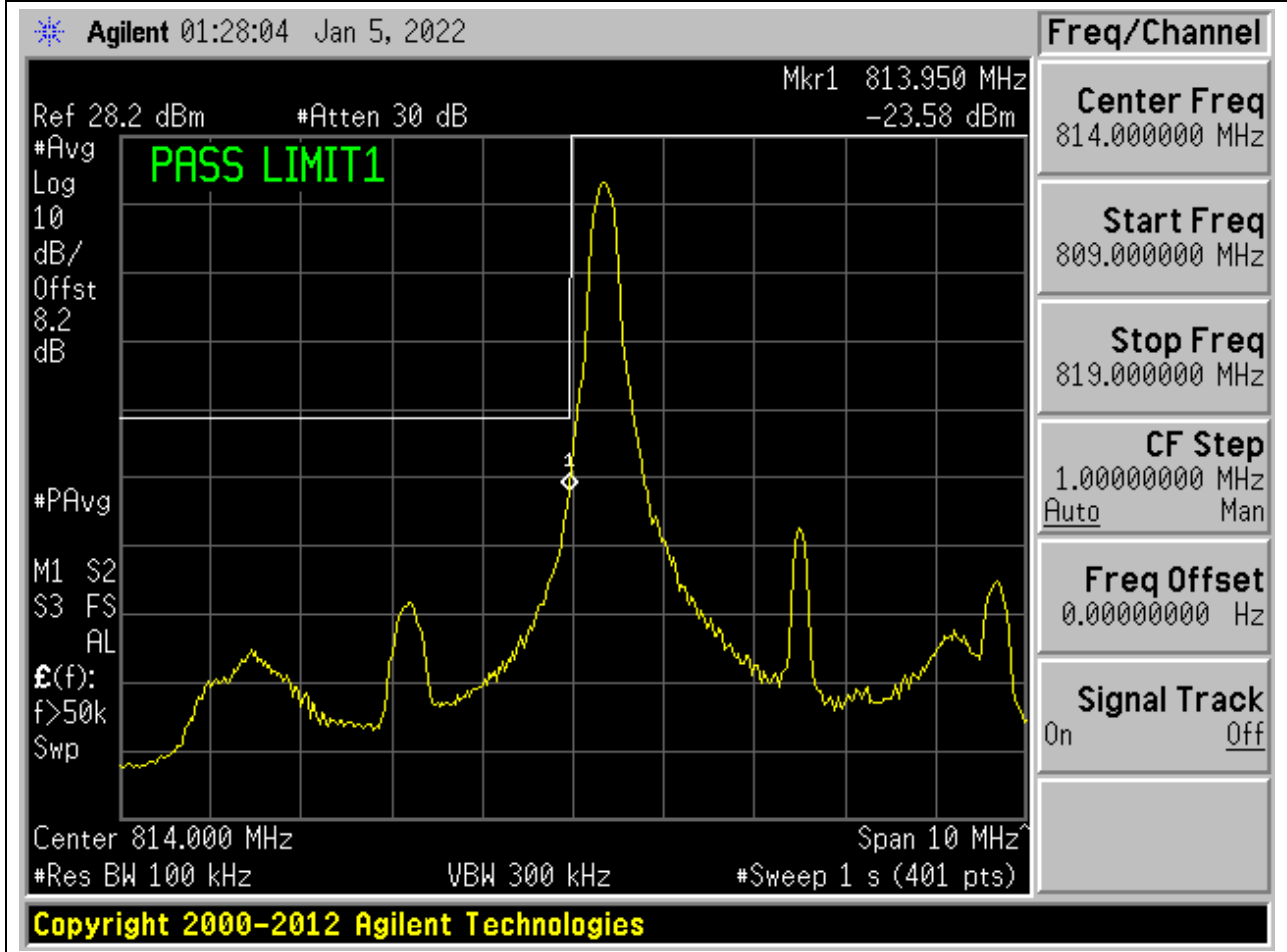 Agilent 01:28:04 Jan 5, 2022
Freq/Channel
Mkr1 813.950 MHz
Ref 28.2 dBm #Atten 30 dB -23.58 dBm
#Avg
Log
10
dB/
Offst
8.2
dB
PASS LIMIT1
1
#PAvg
M1 S2
S3 FS
AL
£(f):
f>50k
Swp
Center 814.000 MHz Span 10 MHz^
#Res BW 100 kHz VBW 300 kHz #Sweep 1 s (401 pts)
Copyright 2000-2012 Agilent Technologies
Center Freq
814.000000 MHz
Start Freq
809.000000 MHz
Stop Freq
819.000000 MHz
CF Step
1.00000000 MHz
Auto Man
Freq Offset
0.00000000 Hz
Signal Track
On Off